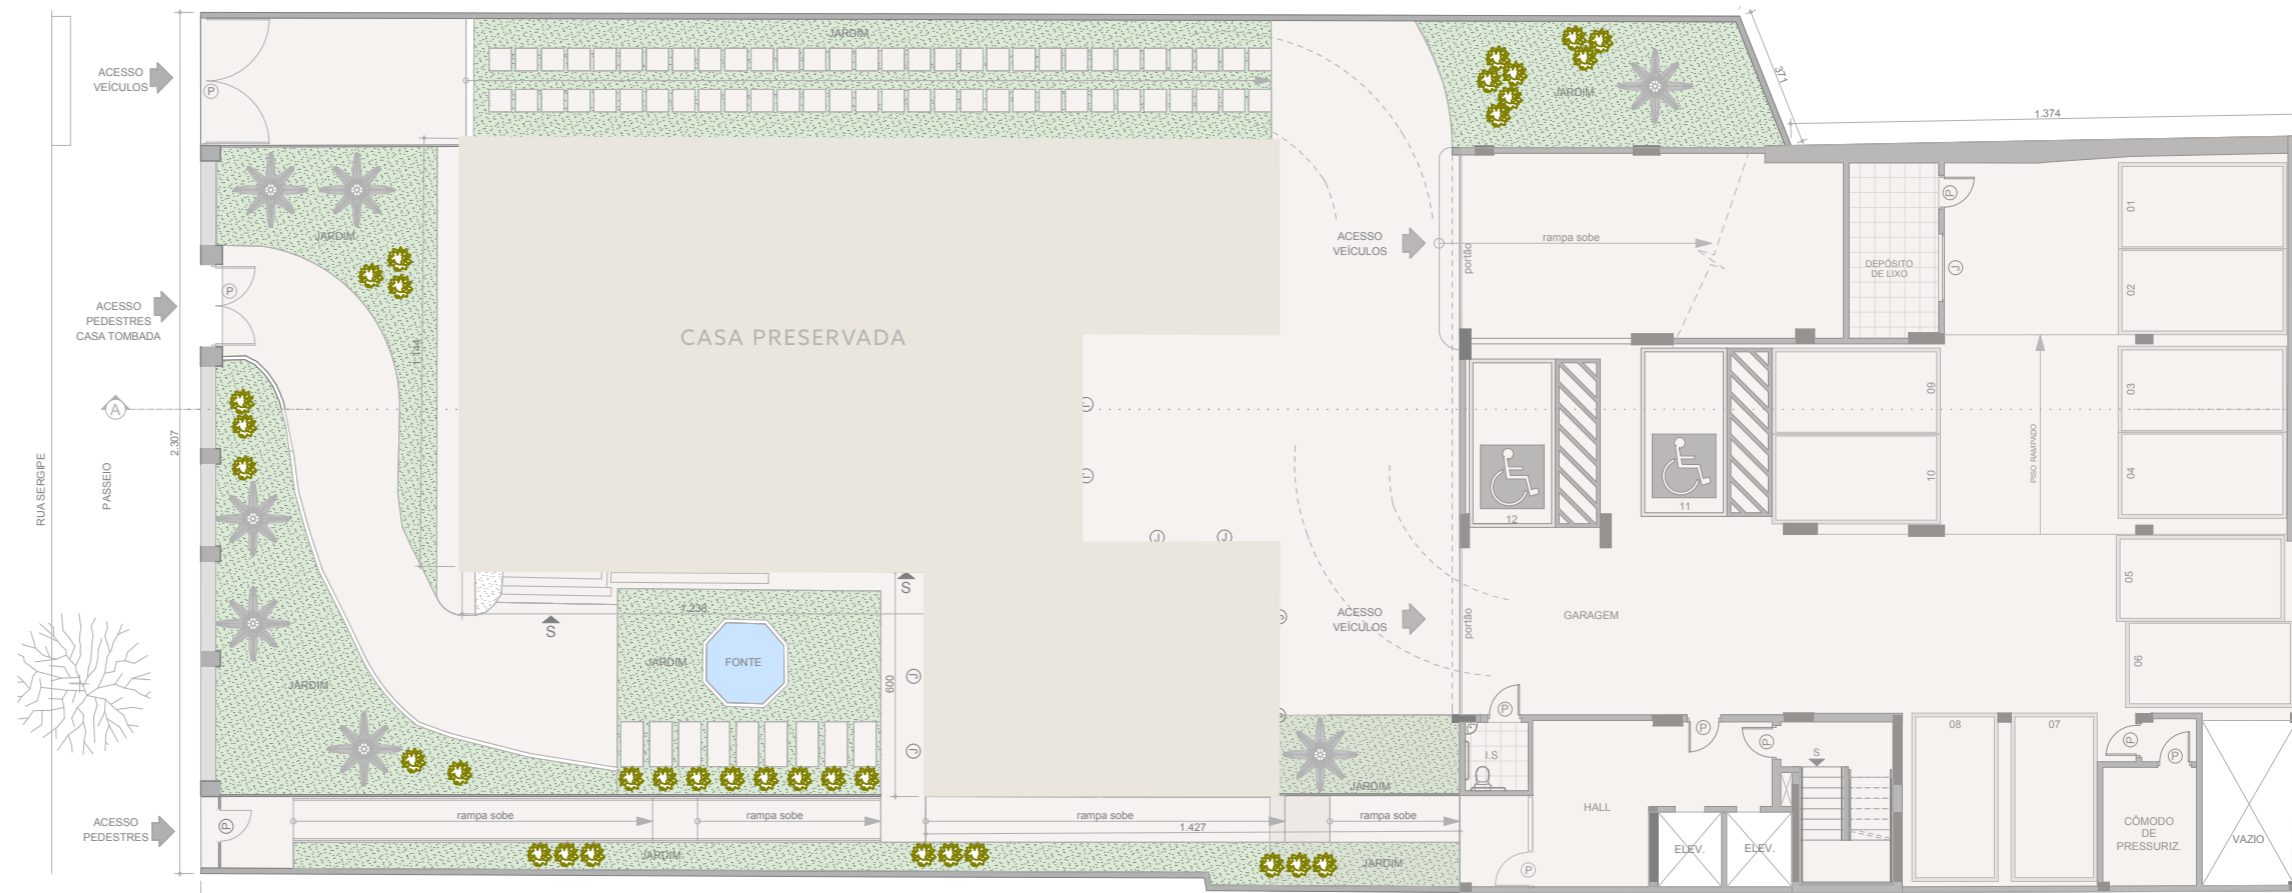 JARDIM
371
1.374
ACESSO
VEÍCULOS
P
JARDIM
01
P
JARDIM
ACESSO
VEÍCULOS
rampa sobe
portão
DEPÓSITO
DE LIXO
J
02
P
ACESSO
PEDESTRES
CASA TOMBADA
CASA PRESERVADA
1.144
09
03
A
J
2.307
RUA SERGIPE
PASSEIO
J
10
PISO RAMPADO
04
12
11
J
J
S
S
05
1.238
ACESSO
VEÍCULOS
portão
GARAGEM
J
JARDIM
FONTE
600
J
06
JARDIM
P
P
P
P
08
07
J
I.S
S
P
P
JARDIM
HALL
ACESSO
PEDESTRES
P
rampa sobe
rampa sobe
rampa sobe
rampa sobe
1.427
CÔMODO
DE
PRESSURIZ.
VAZIO
JARDIM
JARDIM
ELEV.
ELEV.
P